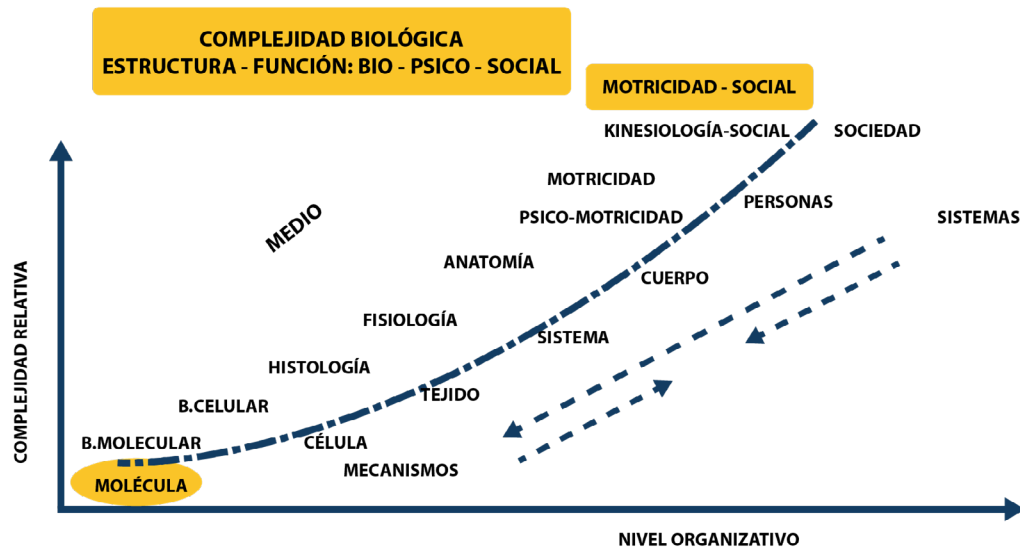 COMPLEJIDAD BIOLÓGICA
ESTRUCTURA - FUNCIÓN: BIO - PSICO - SOCIAL
MOTRICIDAD - SOCIAL
KINESIOLOGÍA-SOCIAL
SOCIEDAD
MOTRICIDAD
PERSONAS
PSICO-MOTRICIDAD
SISTEMAS
MEDIO
ANATOMÍA
CUERPO
FISIOLOGÍA
SISTEMA
HISTOLOGÍA
TEJIDO
B.CELULAR
B.MOLECULAR
CÉLULA
MECANISMOS
MOLÉCULA
COMPLEJIDAD RELATIVA
NIVEL ORGANIZATIVO